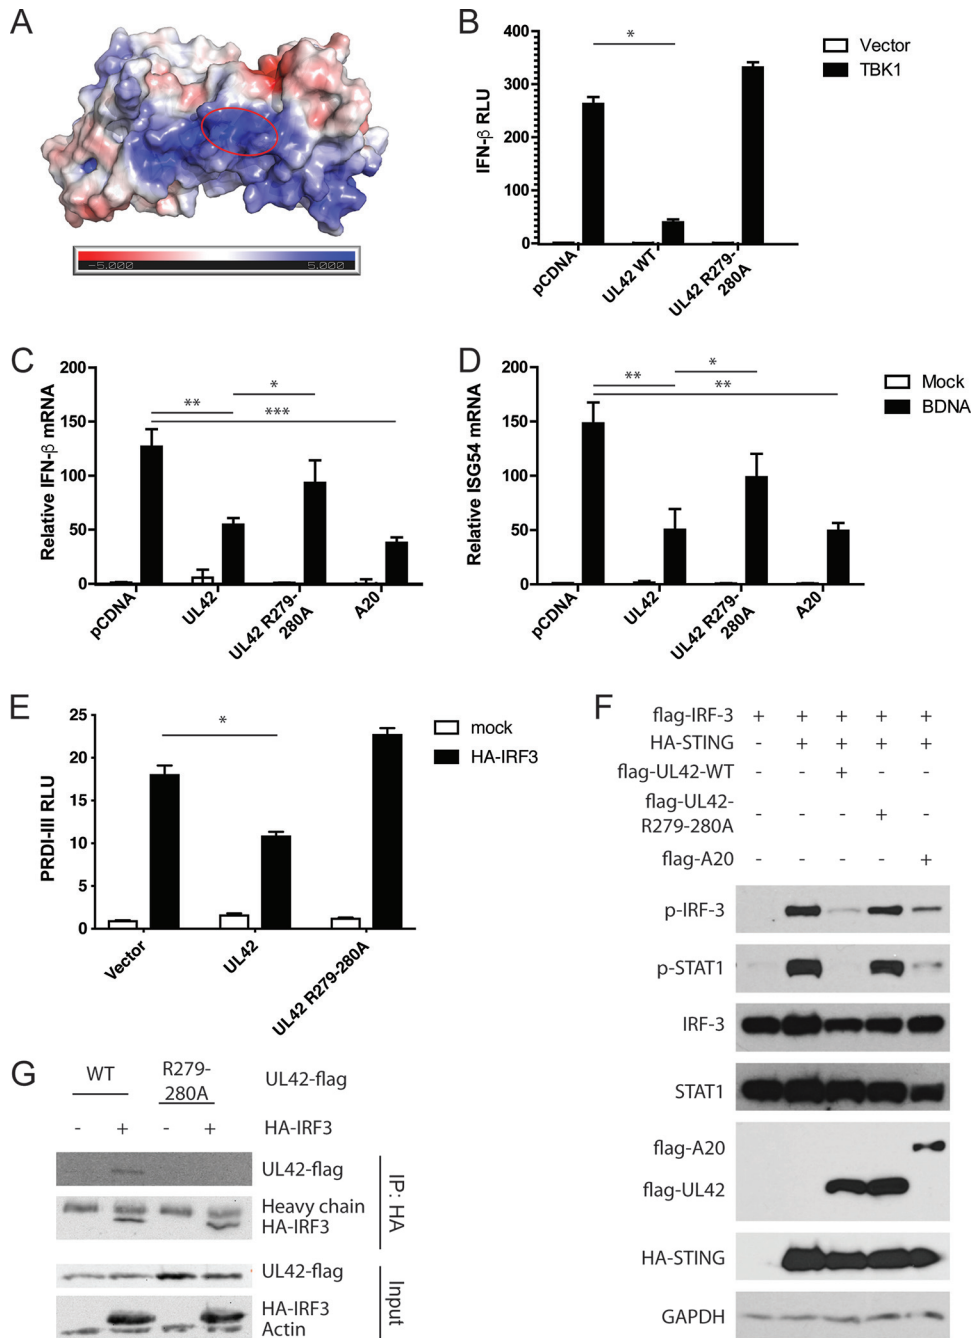 A
-5,000 5,000
B
IFN-β RLU
400
300
200
100
0
*
Vector
TBK1
pCDNA
UL42 WT
UL42 R279-
280A
C
Relative IFN-β mRNA
200
150
100
50
0
*
**
***
pCDNA
UL42
UL42 R279-
280A
A20
D
Relative ISG54 mRNA
200
150
100
50
0
*
**
**
Mock
BDNA
pCDNA
UL42
UL42 R279-
280A
A20
E
PRDI-III RLU
25
20
15
10
5
0
*
mock
HA-IRF3
Vector
UL42
UL42 R279-280A
F
flag-IRF-3 + + + + +
HA-STING - + + + +
flag-UL42-WT - - + - -
flag-UL42-
R279-280A - - - + -
flag-A20 - - - - +
p-IRF-3
p-STAT1
IRF-3
STAT1
flag-A20
flag-UL42
HA-STING
GAPDH
G
WT R279-
280A UL42-flag
- + - + HA-IRF3
UL42-flag
Heavy chain
HA-IRF3
IP: HA
UL42-flag
HA-IRF3
Actin
Input